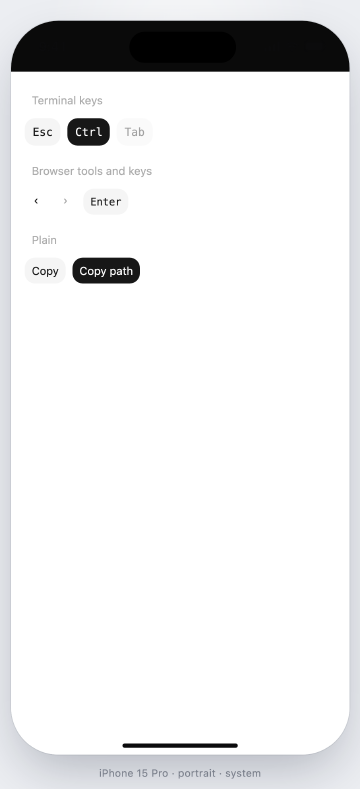 Terminal keys
Esc Ctrl Tab
Browser tools and keys
‹ › Enter
Plain
Copy Copy path
iPhone 15 Pro · portrait · system